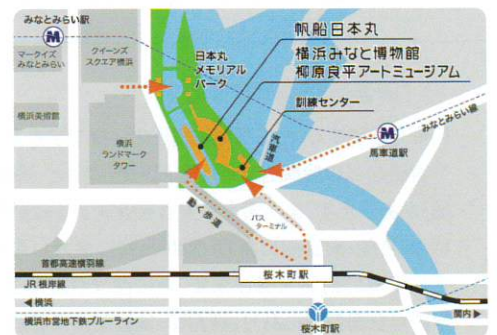 みなとみらい駅
マークイズ
みなとみらい
クイーンズ
スクエア横浜
日本丸
メモリアル
パーク
帆船日本丸
横浜みなと博物館
柳原良平アートミュージアム
訓練センター
汽車道
みなとみらい線
馬車道駅
横浜美術館
横浜
ランドマーク
タワー
動く歩道
バス
ターミナル
首都高速横羽線
桜木町駅
JR根岸線
◀横浜
関内▶
横浜市営地下鉄ブルーライン
桜木町駅